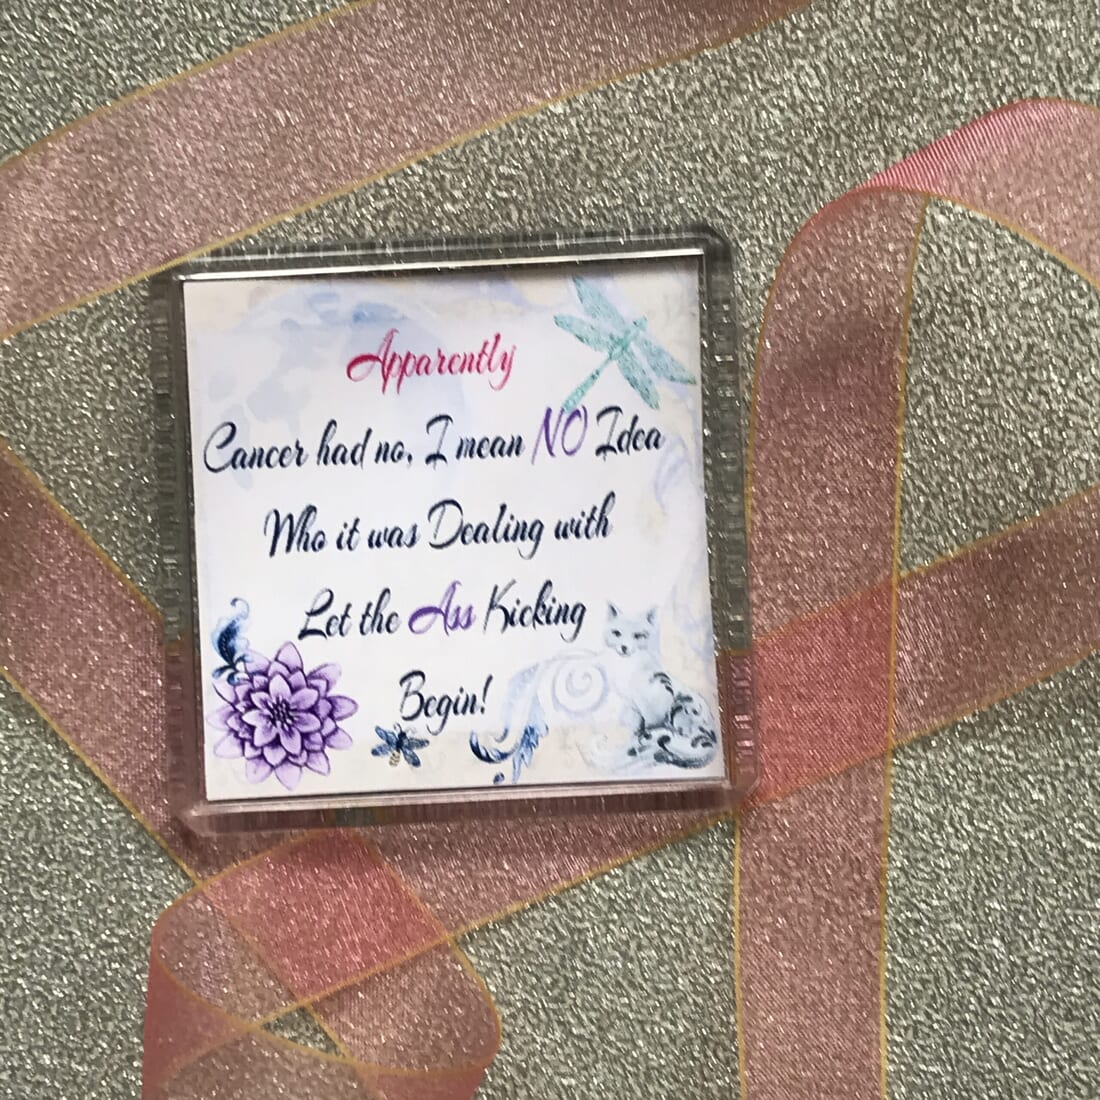 Apparently
Cancer had no, I mean NO Idea
Who it was Dealing with
Let the Ass Kicking
Begin!